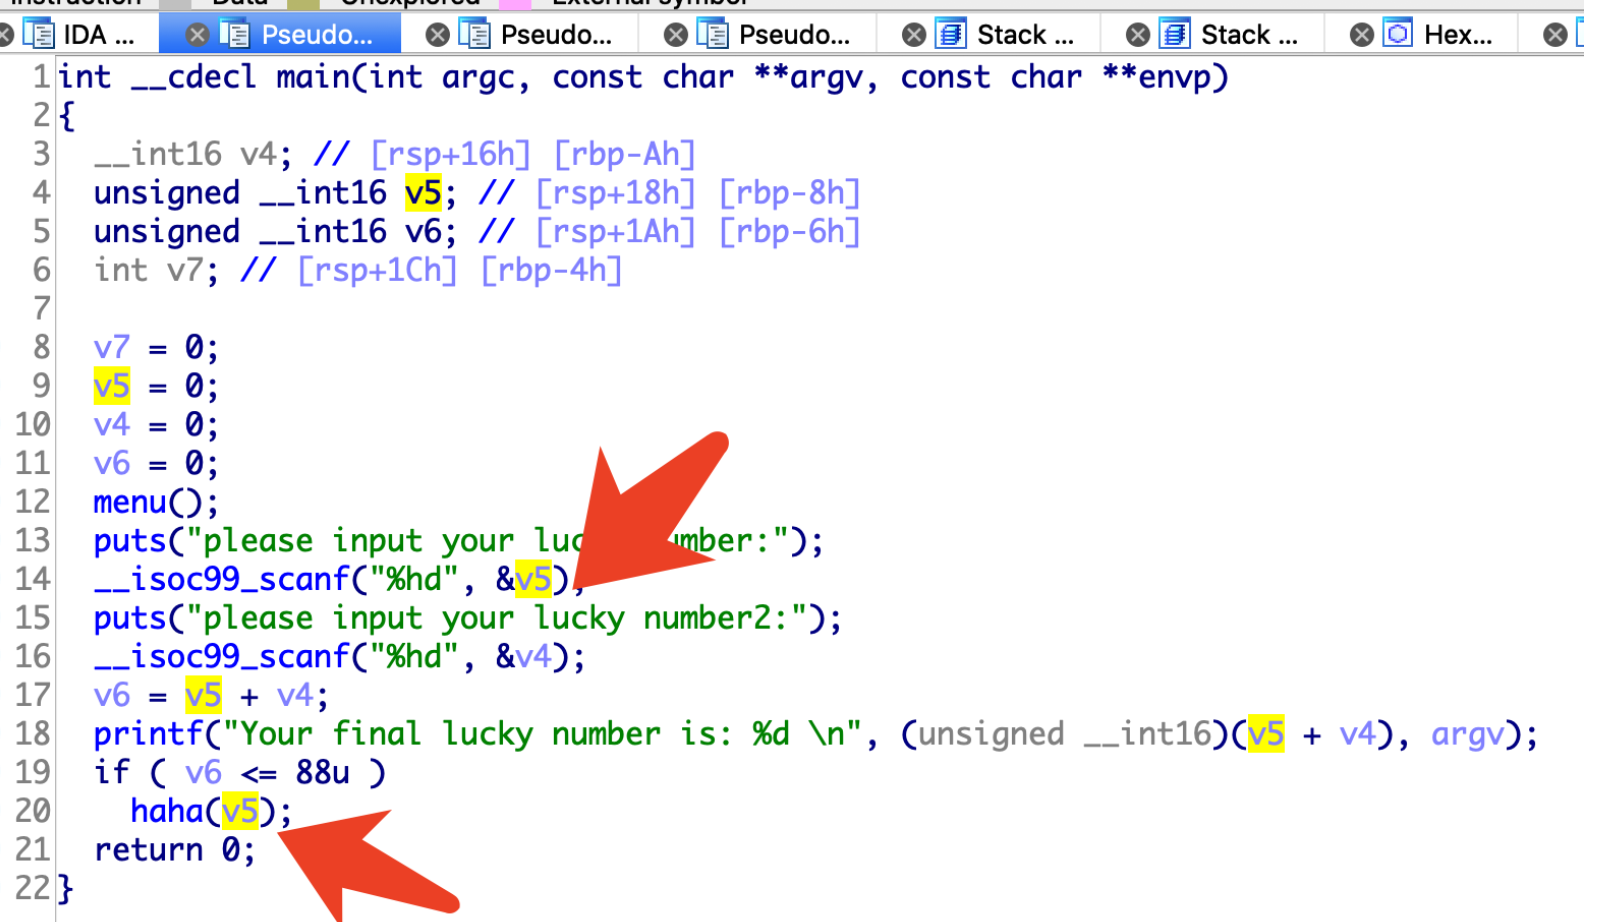 Instruction Data Unexplored External symbol
IDA ... Pseudo... Pseudo... Pseudo... Stack ... Stack ... Hex...
1 int __cdecl main(int argc, const char **argv, const char **envp)
2 {
3 __int16 v4; // [rsp+16h] [rbp-Ah]
4 unsigned __int16 v5; // [rsp+18h] [rbp-8h]
5 unsigned __int16 v6; // [rsp+1Ah] [rbp-6h]
6 int v7; // [rsp+1Ch] [rbp-4h]
7
8 v7 = 0;
9 v5 = 0;
10 v4 = 0;
11 v6 = 0;
12 menu();
13 puts("please input your luc mber:");
14 __isoc99_scanf("%hd", &v5);
15 puts("please input your lucky number2:");
16 __isoc99_scanf("%hd", &v4);
17 v6 = v5 + v4;
18 printf("Your final lucky number is: %d \n", (unsigned __int16)(v5 + v4), argv);
19 if ( v6 <= 88u )
20 haha(v5);
21 return 0;
22 }